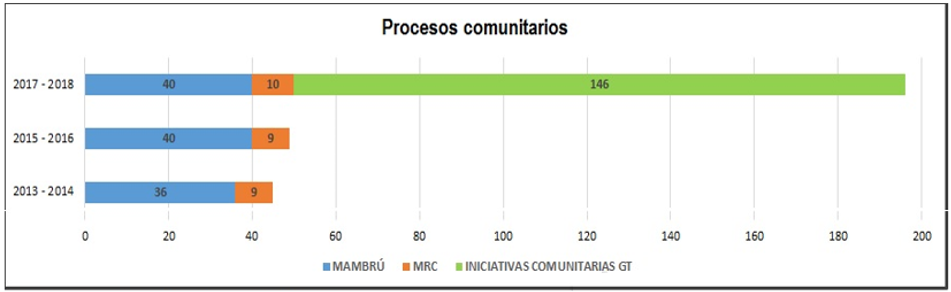 Procesos comunitarios
2017 - 2018
40 10 146
2015 - 2016
40 9
2013 - 2014
36 9
0 20 40 60 80 100 120 140 160 180 200
MAMBRÚ MRC INICIATIVAS COMUNITARIAS GT